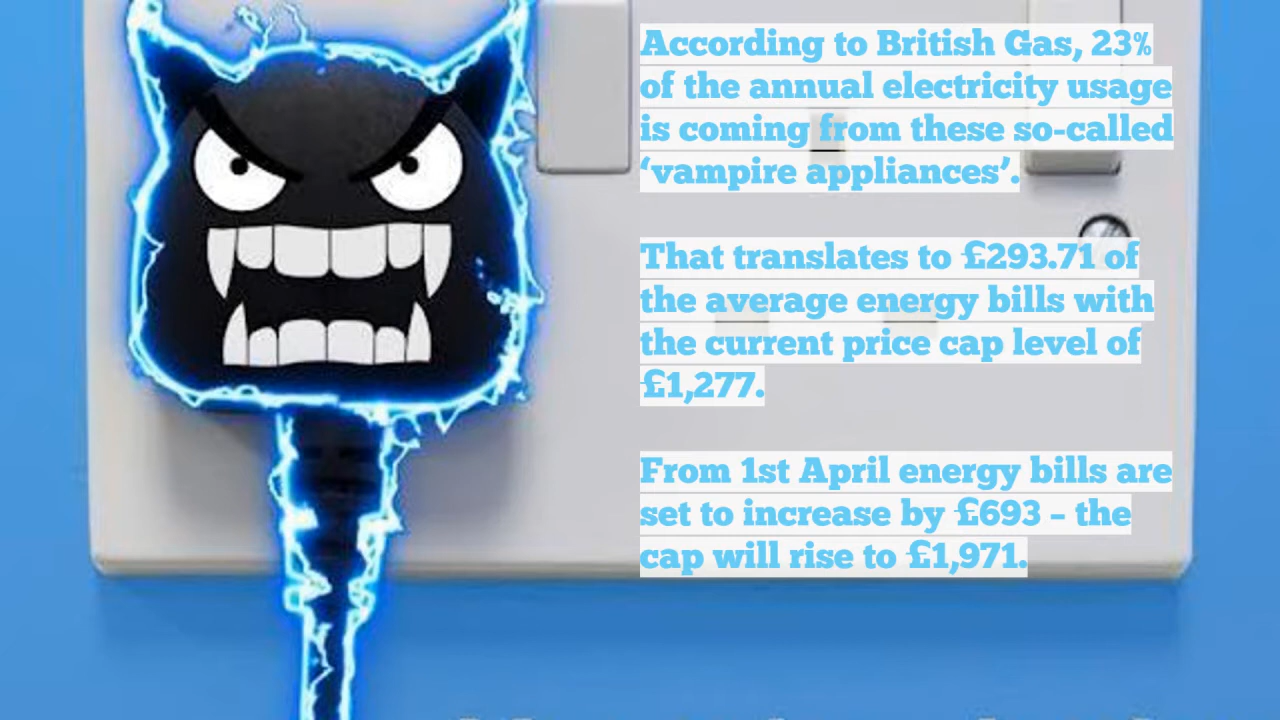 According to British Gas, 23%
of the annual electricity usage
is coming from these so-called
‘vampire appliances’.
That translates to £293.71 of
the average energy bills with
the current price cap level of
£1,277.
From 1st April energy bills are
set to increase by £693 – the
cap will rise to £1,971.